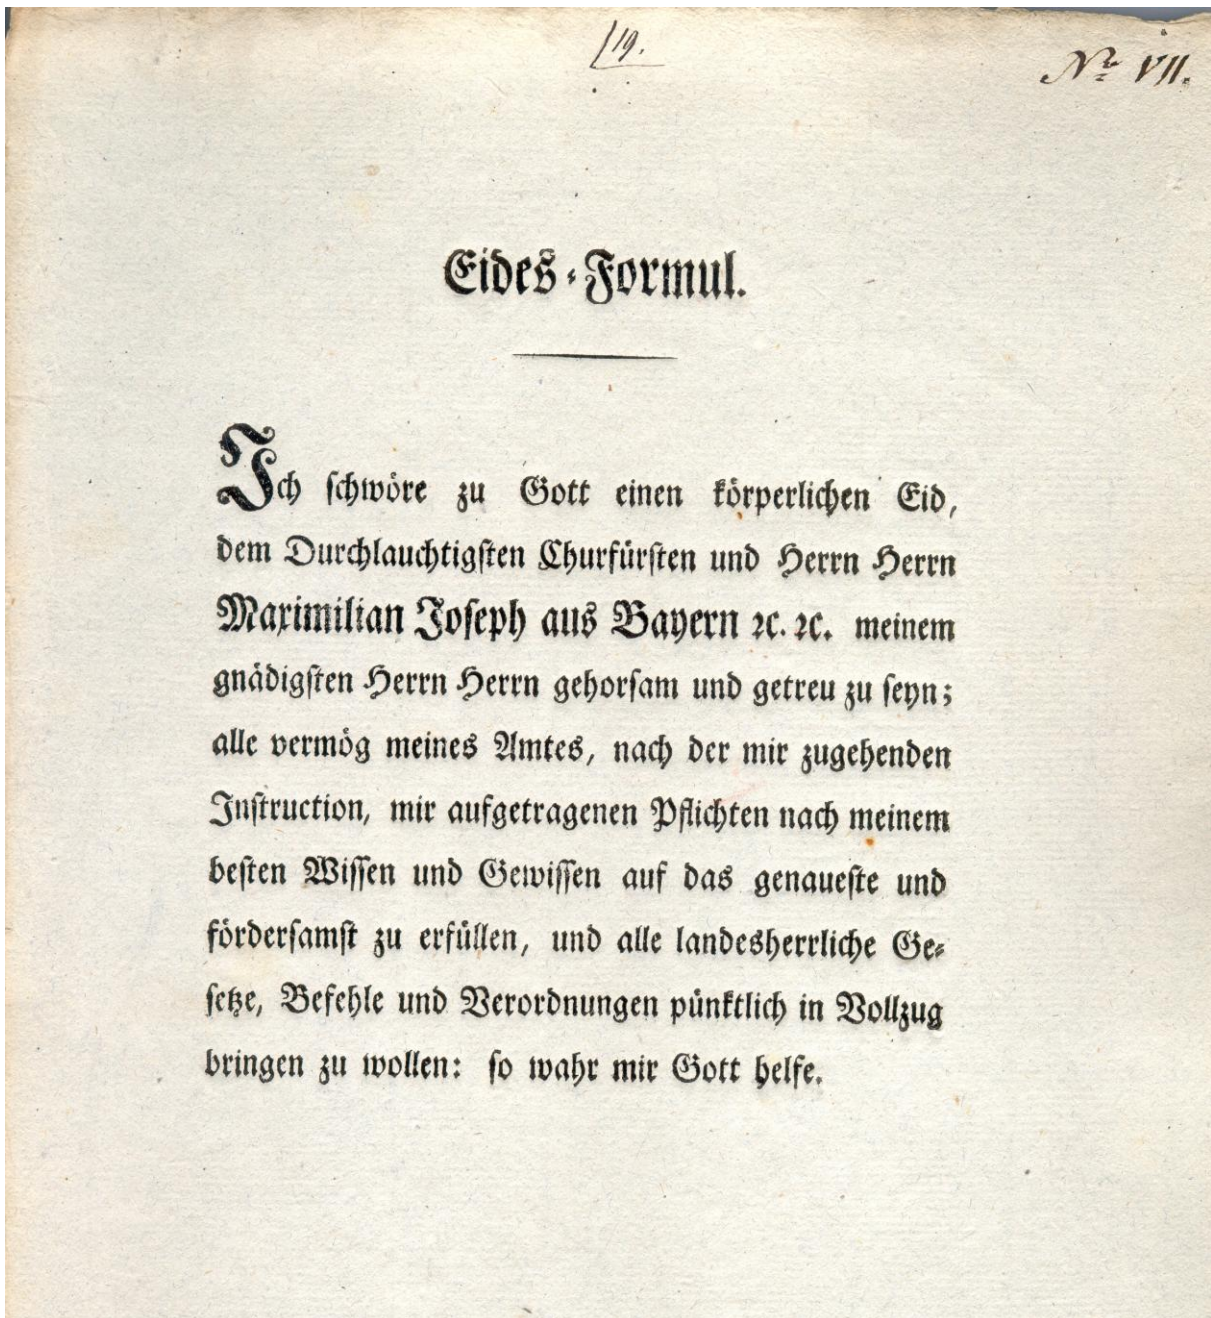 19.
No VII.
Eides-Formul.
Ich schwöre zu Gott einen körperlichen Eid,
dem Durchlauchtigsten Churfürsten und Herrn Herrn
Maximilian Joseph aus Bayern ꝛc. ꝛc. meinem
gnädigsten Herrn Herrn gehorsam und getreu zu seyn;
alle vermög meines Amtes, nach der mir zugehenden
Instruction, mir aufgetragenen Pflichten nach meinem
besten Wissen und Gewissen auf das genaueste und
fördersamst zu erfüllen, und alle landesherrliche Ge-
setze, Befehle und Verordnungen pünktlich in Vollzug
bringen zu wollen: so wahr mir Gott helfe.